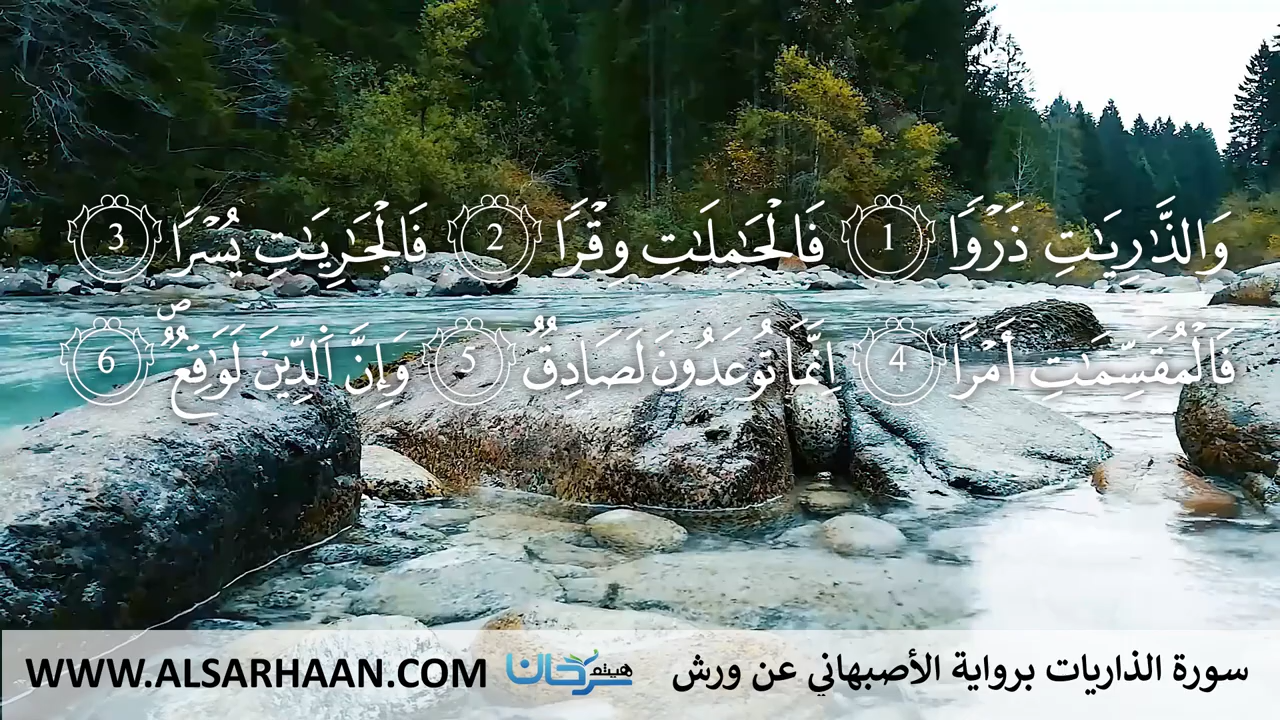 وَالذَّٰرِيَٰتِ ذَرْوٗا 1 فَالْحَٰمِلَٰتِ وِقْرٗا 2 فَالْجَٰرِيَٰتِ يُسْرٗا 3
فَالْمُقَسِّمَٰتِ أَمْرًا 4 اِنَّمَا تُوعَدُونَ لَصَادِقٞ 5 وَإِنَّ اَ۬لدِّينَ لَوَٰقِعٞۖ 6
WWW.ALSARHAAN.COM هيثم سرحان سورة الذاريات برواية الأصبهاني عن ورش